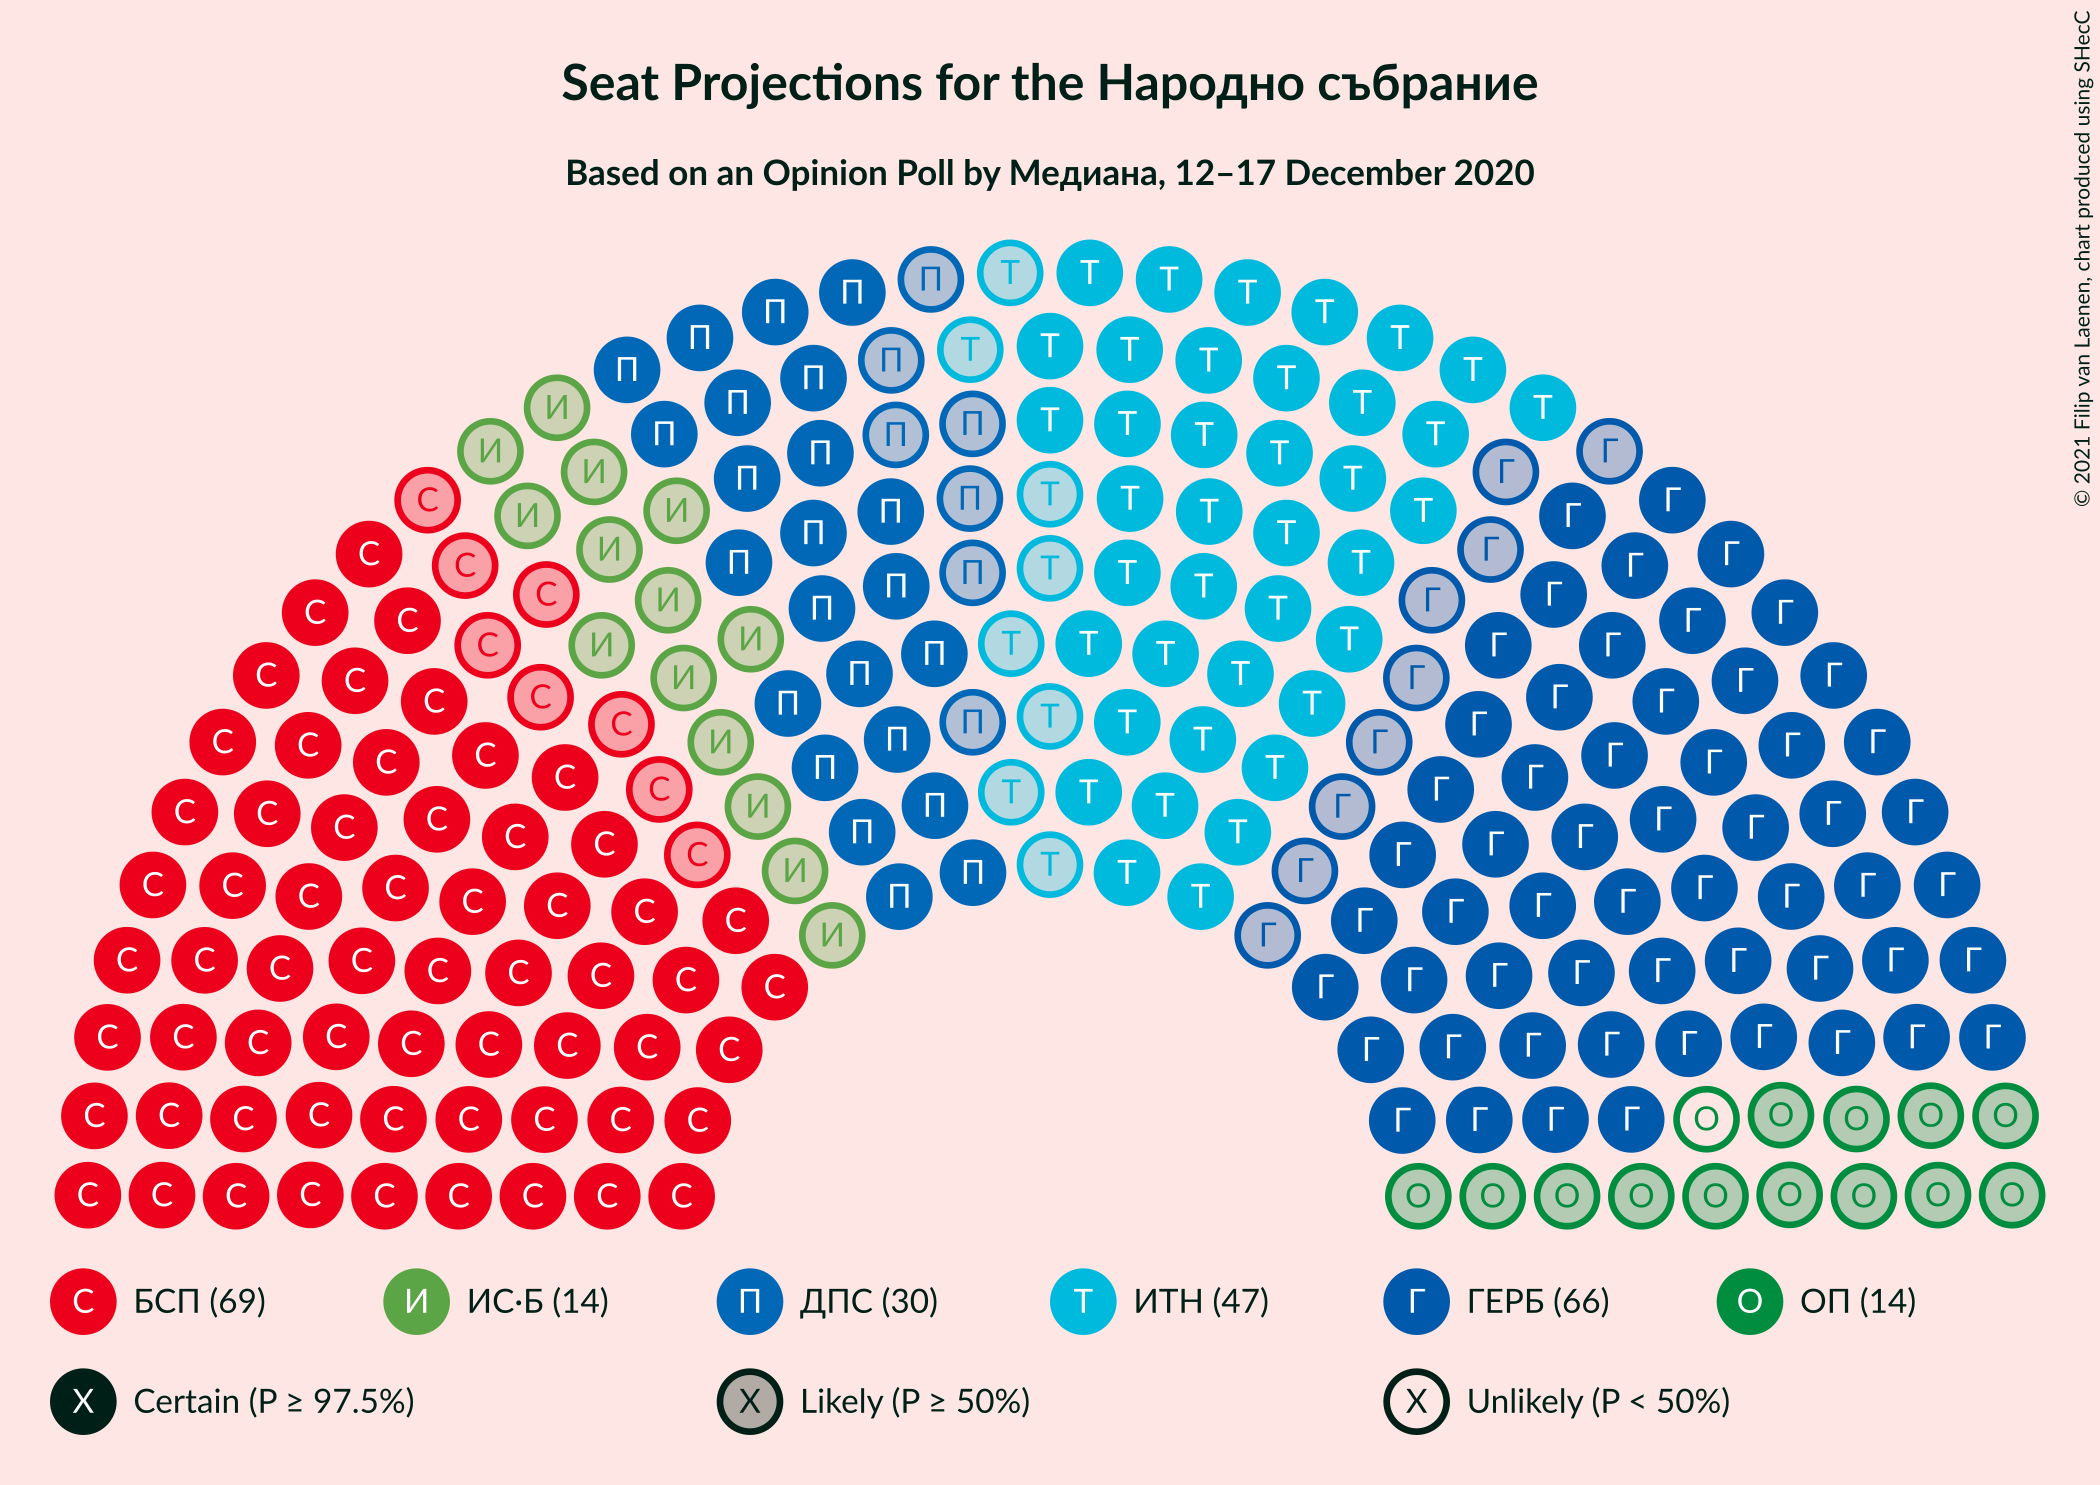 Seat Projections for the Народно събрание
Based on an Opinion Poll by Медиана, 12–17 December 2020
© 2021 Filip van Laenen, chart produced using SHecC
С БСП (69) И ИС·Б (14) П ДПС (30) Т ИТН (47) Г ГЕРБ (66) О ОП (14)
X Certain (P ≥ 97.5%) X Likely (P ≥ 50%) X Unlikely (P < 50%)